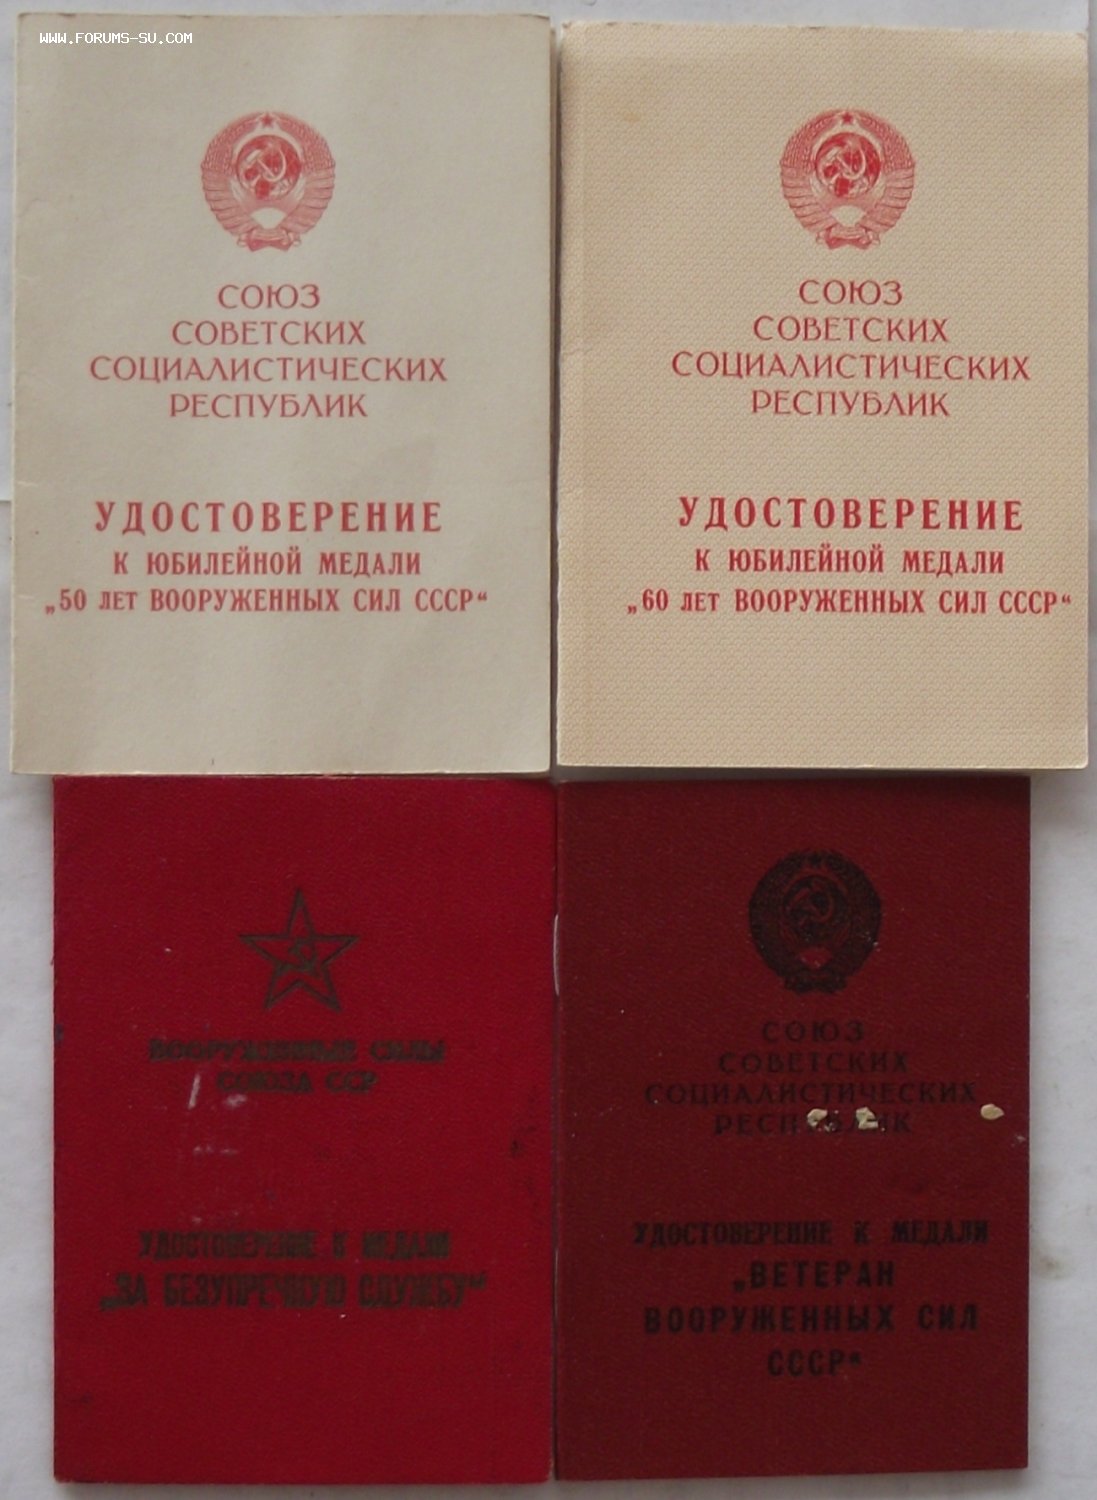 WWW.FORUMS-SU.COM
СОЮЗ
СОВЕТСКИХ
СОЦИАЛИСТИЧЕСКИХ
РЕСПУБЛИК
УДОСТОВЕРЕНИЕ
К ЮБИЛЕЙНОЙ МЕДАЛИ
„50 лет ВООРУЖЕННЫХ СИЛ СССР“
СОЮЗ
СОВЕТСКИХ
СОЦИАЛИСТИЧЕСКИХ
РЕСПУБЛИК
УДОСТОВЕРЕНИЕ
К ЮБИЛЕЙНОЙ МЕДАЛИ
„60 лет ВООРУЖЕННЫХ СИЛ СССР“
ВООРУЖЕННЫЕ СИЛЫ
СОЮЗА ССР
УДОСТОВЕРЕНИЕ К МЕДАЛИ
„ЗА БЕЗУПРЕЧНУЮ СЛУЖБУ“
СОЮЗ
СОВЕТСКИХ
СОЦИАЛИСТИЧЕСКИХ
РЕСПУБЛИК
УДОСТОВЕРЕНИЕ К МЕДАЛИ
„ВЕТЕРАН
ВООРУЖЕННЫХ СИЛ
СССР“